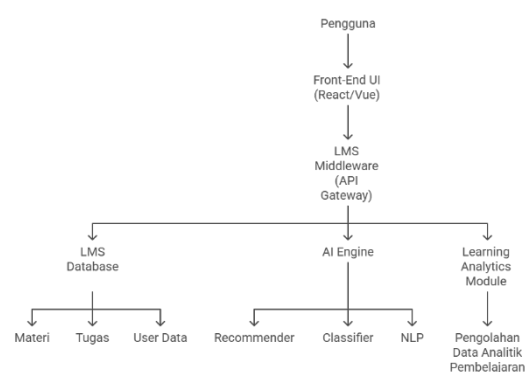 Pengguna
Front-End UI
(React/Vue)
LMS
Middleware
(API
Gateway)
LMS
Database
AI Engine
Learning
Analytics
Module
Materi
Tugas
User Data
Recommender
Classifier
NLP
Pengolahan
Data Analitik
Pembelajaran